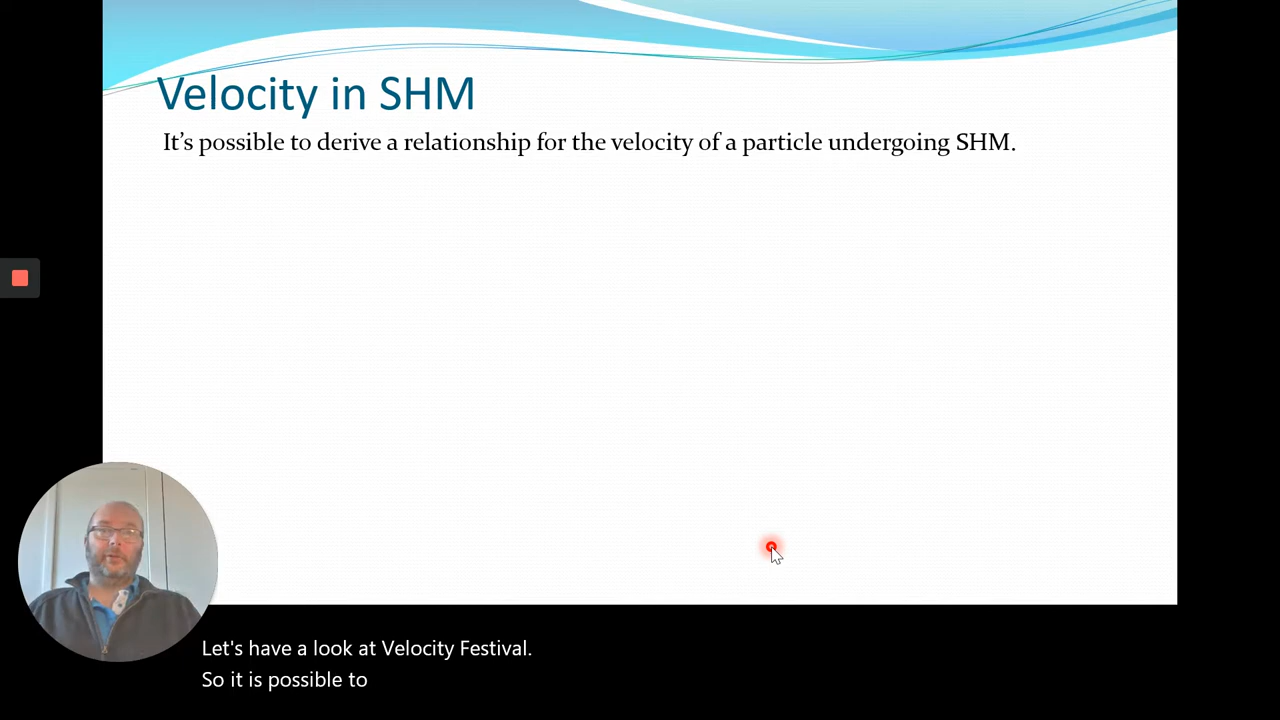 Velocity in SHM
It’s possible to derive a relationship for the velocity of a particle undergoing SHM.
Let's have a look at Velocity Festival.
So it is possible to